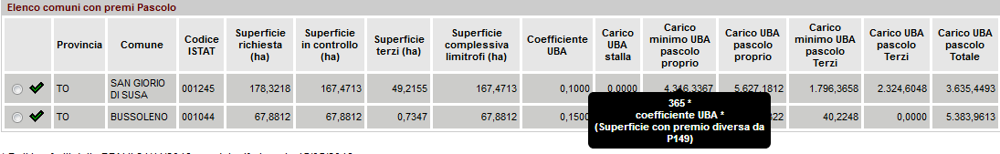 Elenco comuni con premi Pascolo
Provincia Comune Codice ISTAT Superficie richiesta (ha) Superficie in controllo (ha) Superficie terzi (ha) Superficie complessiva limitrofi (ha) Coefficiente UBA Carico UBA stalla Carico minimo UBA pascolo proprio Carico UBA pascolo proprio Carico minimo UBA pascolo Terzi Carico UBA pascolo Terzi Carico UBA pascolo Totale
TO SAN GIORIO DI SUSA 001245 178,3218 167,4713 49,2155 167,4713 0,1000 0,0000 4.346,3367 5.627,1812 1.796,3658 2.324,6048 3.635,4493
TO BUSSOLENO 001044 67,8812 67,8812 0,7347 67,8812 0,1500 40,2248 0,0000 5.383,9613
365 *
coefficiente UBA *
(Superficie con premio diversa da
P149)